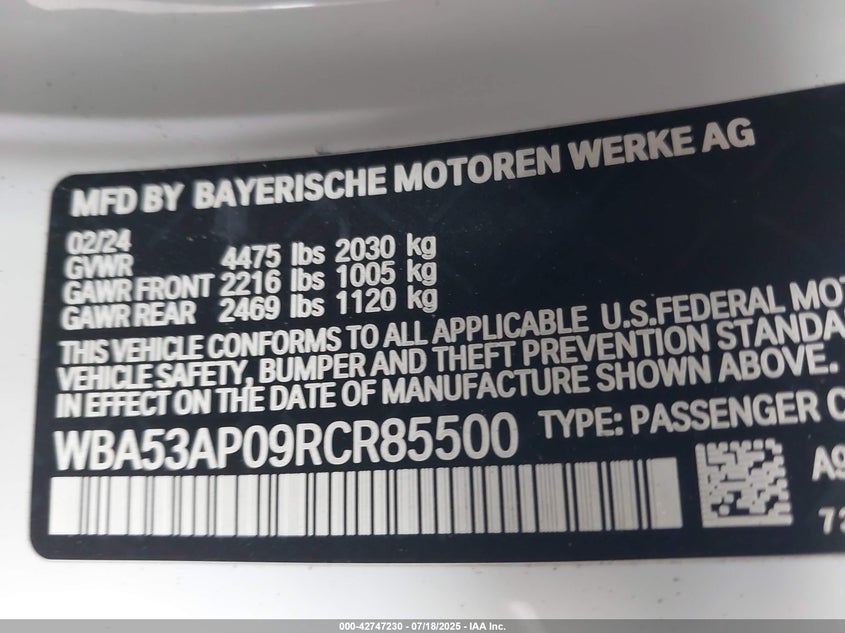 MFD BY BAYERISCHE MOTOREN WERKE AG
02/24
GVWR 4475 lbs 2030 kg
GAWR FRONT 2216 lbs 1005 kg
GAWR REAR 2469 lbs 1120 kg
THIS VEHICLE CONFORMS TO ALL APPLICABLE U.S.FEDERAL MO
VEHICLE SAFETY, BUMPER AND THEFT PREVENTION STANDA
IN EFFECT ON THE DATE OF MANUFACTURE SHOWN ABOVE.
WBA53AP09RCR85500 TYPE: PASSENGER C
A9
73
000-42747230 - 07/18/2025 - IAA Inc.